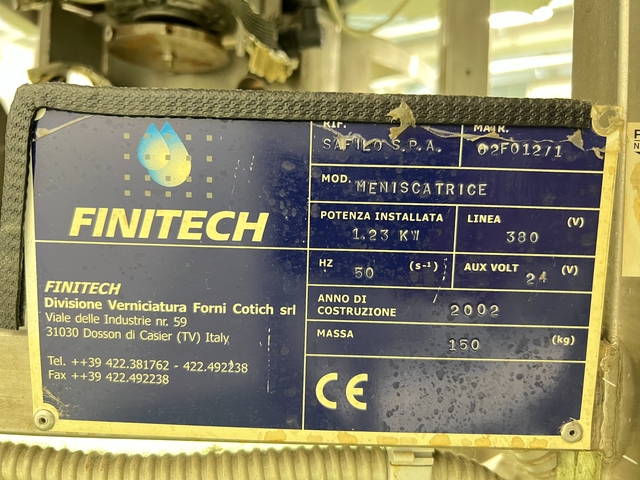 RIF.
SAFILO S.P.A.
MATR.
02F01271
MOD.
MENISCATRICE
FINITECH
POTENZA INSTALLATA
1.23 KW
LINEA (V)
380
HZ (s-1)
50
AUX VOLT (V)
24
ANNO DI
COSTRUZIONE
2002
MASSA (kg)
150
CE
FINITECH
Divisione Verniciatura Forni Cotich srl
Viale delle Industrie nr. 59
31030 Dosson di Casier (TV) Italy
Tel. ++39 422.381762 - 422.492238
Fax ++39 422.492238